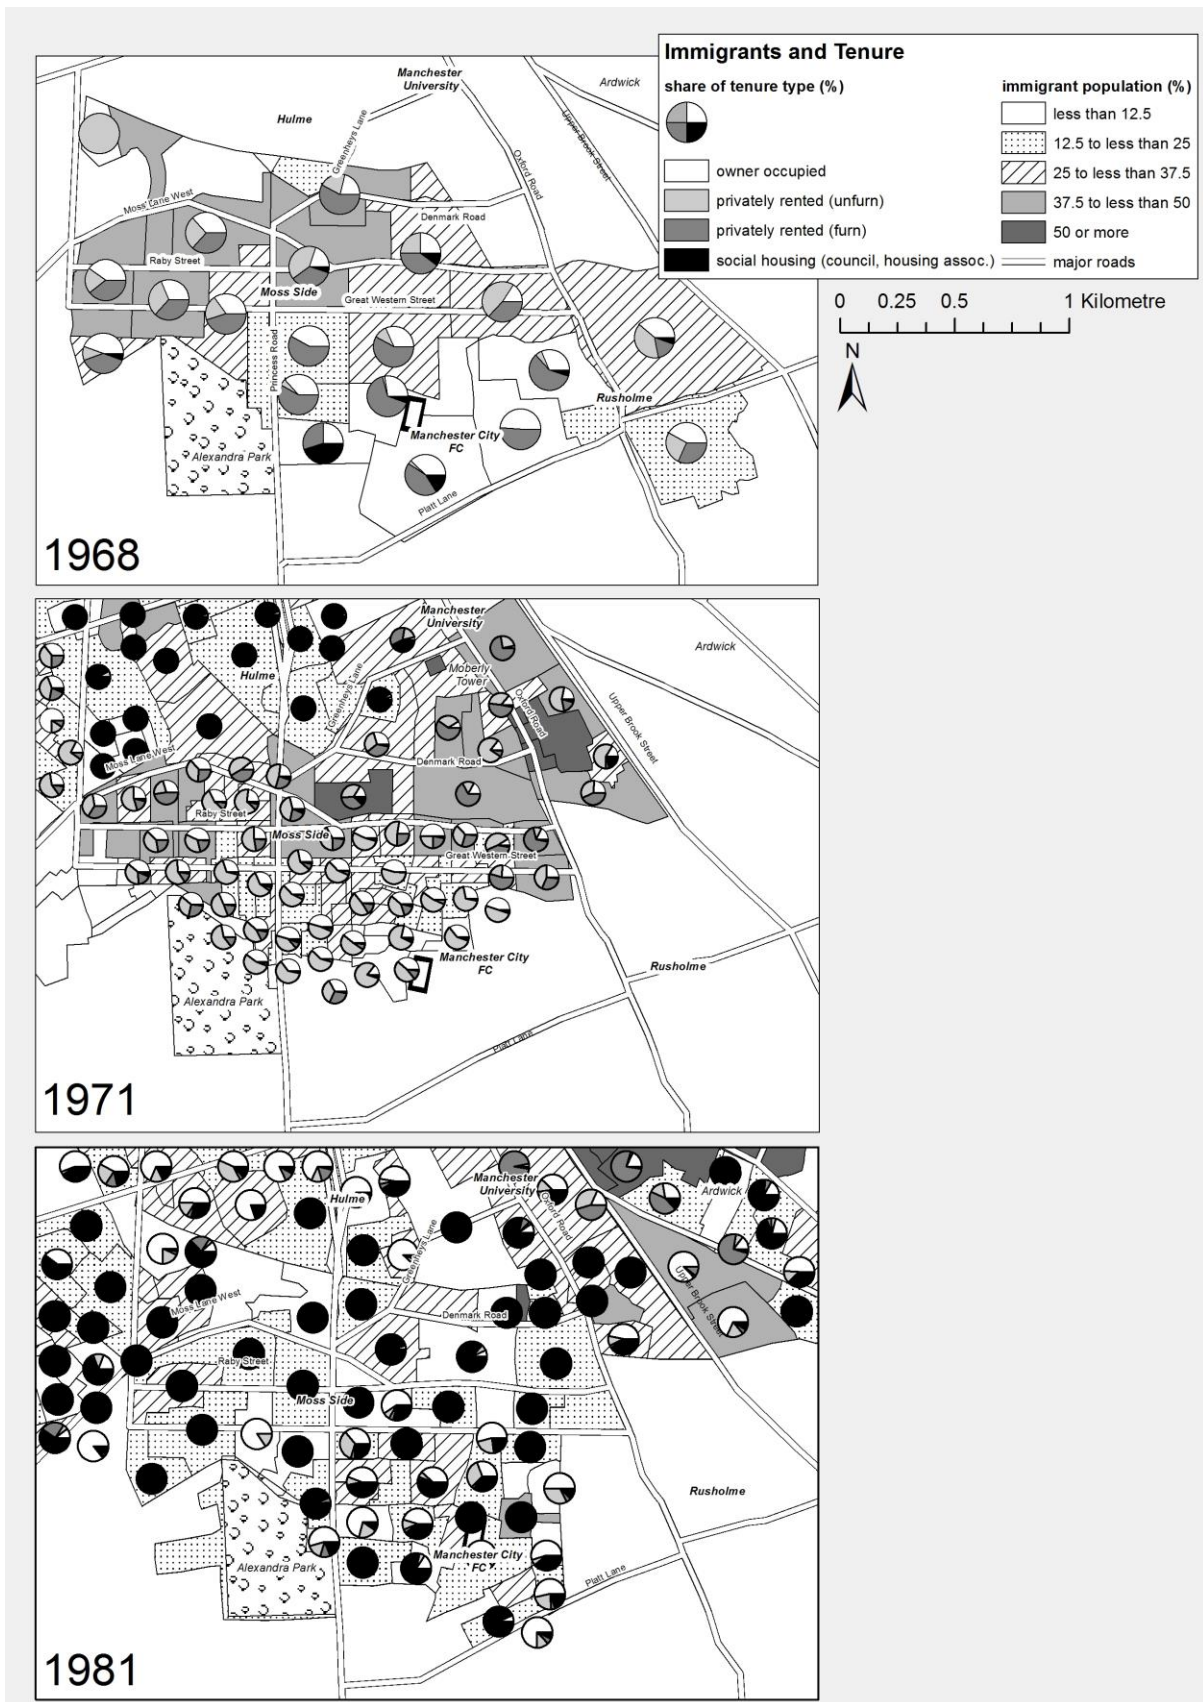 Immigrants and Tenure
share of tenure type (%)
owner occupied
privately rented (unfurn)
privately rented (furn)
social housing (council, housing assoc.)
immigrant population (%)
less than 12.5
12.5 to less than 25
25 to less than 37.5
37.5 to less than 50
50 or more
major roads
0 0.25 0.5 1 Kilometre
N
Manchester
University
Ardwick
Hulme
Greenheys Lane
Oxford Road
Upper Brook Street
Moss Lane West
Denmark Road
Raby Street
Moss Side
Great Western Street
Princess Road
Rusholme
Manchester City
FC
Alexandra Park
Platt Lane
1968
Manchester
University
Ardwick
Hulme
Moberly
Tower
Greenheys Lane
Oxford Road
Upper Brook Street
Moss Lane West
Denmark Road
Raby Street
Moss Side
Great Western Street
Manchester City
FC
Rusholme
Alexandra Park
Platt Lane
1971
Manchester
University
Ardwick
Hulme
Oxford Road
Greenheys Lane
Upper Brook Street
Moss Lane West
Denmark Road
Raby Street
Moss Side
Rusholme
Manchester City
FC
Alexandra Park
Platt Lane
1981